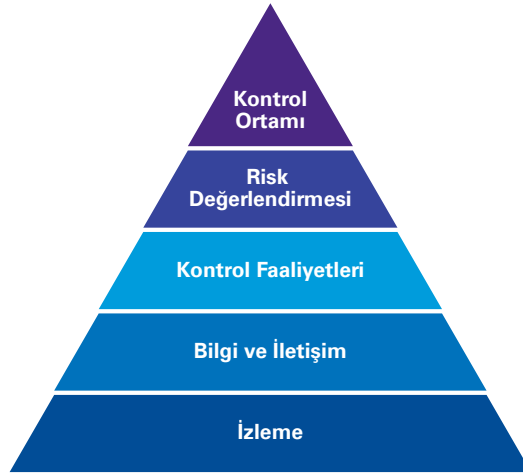 Kontrol
Ortamı
Risk
Değerlendirmesi
Kontrol Faaliyetleri
Bilgi ve İletişim
İzleme